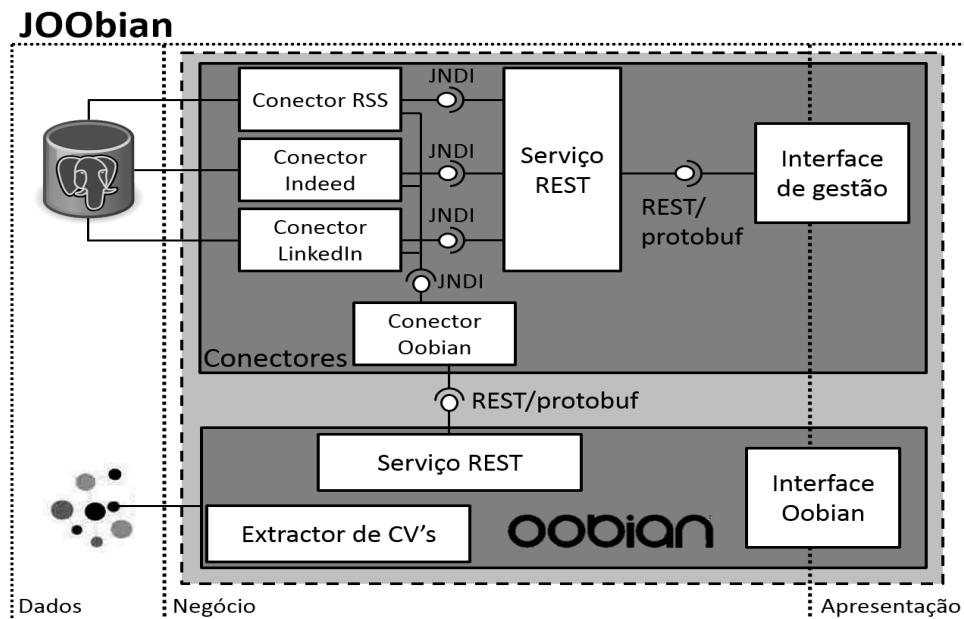 JOObian
Conector RSS
JNDI
Conector
Indeed
JNDI
Conector
LinkedIn
JNDI
Serviço
REST
REST/
protobuf
Interface
de gestão
JNDI
Conector
Oobian
Conectores
REST/protobuf
Serviço REST
Extractor de CV's
oobian
Interface
Oobian
Dados
Negócio
Apresentação